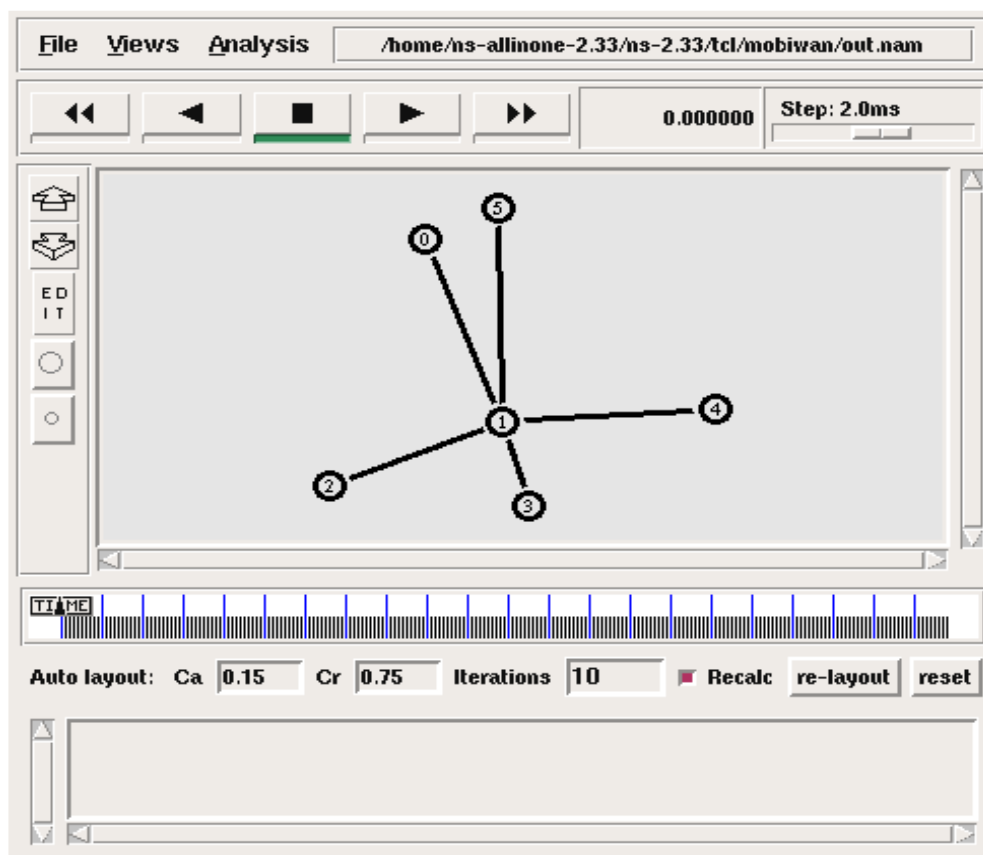 File Views Analysis /home/ns-allinone-2.33/ns-2.33/tcl/mobiwan/out.nam
0.000000 Step: 2.0ms
5
0
E D
I T
4
1
2
3
TIME
Auto layout: Ca 0.15 Cr 0.75 Iterations 10 Recalc re-layout reset